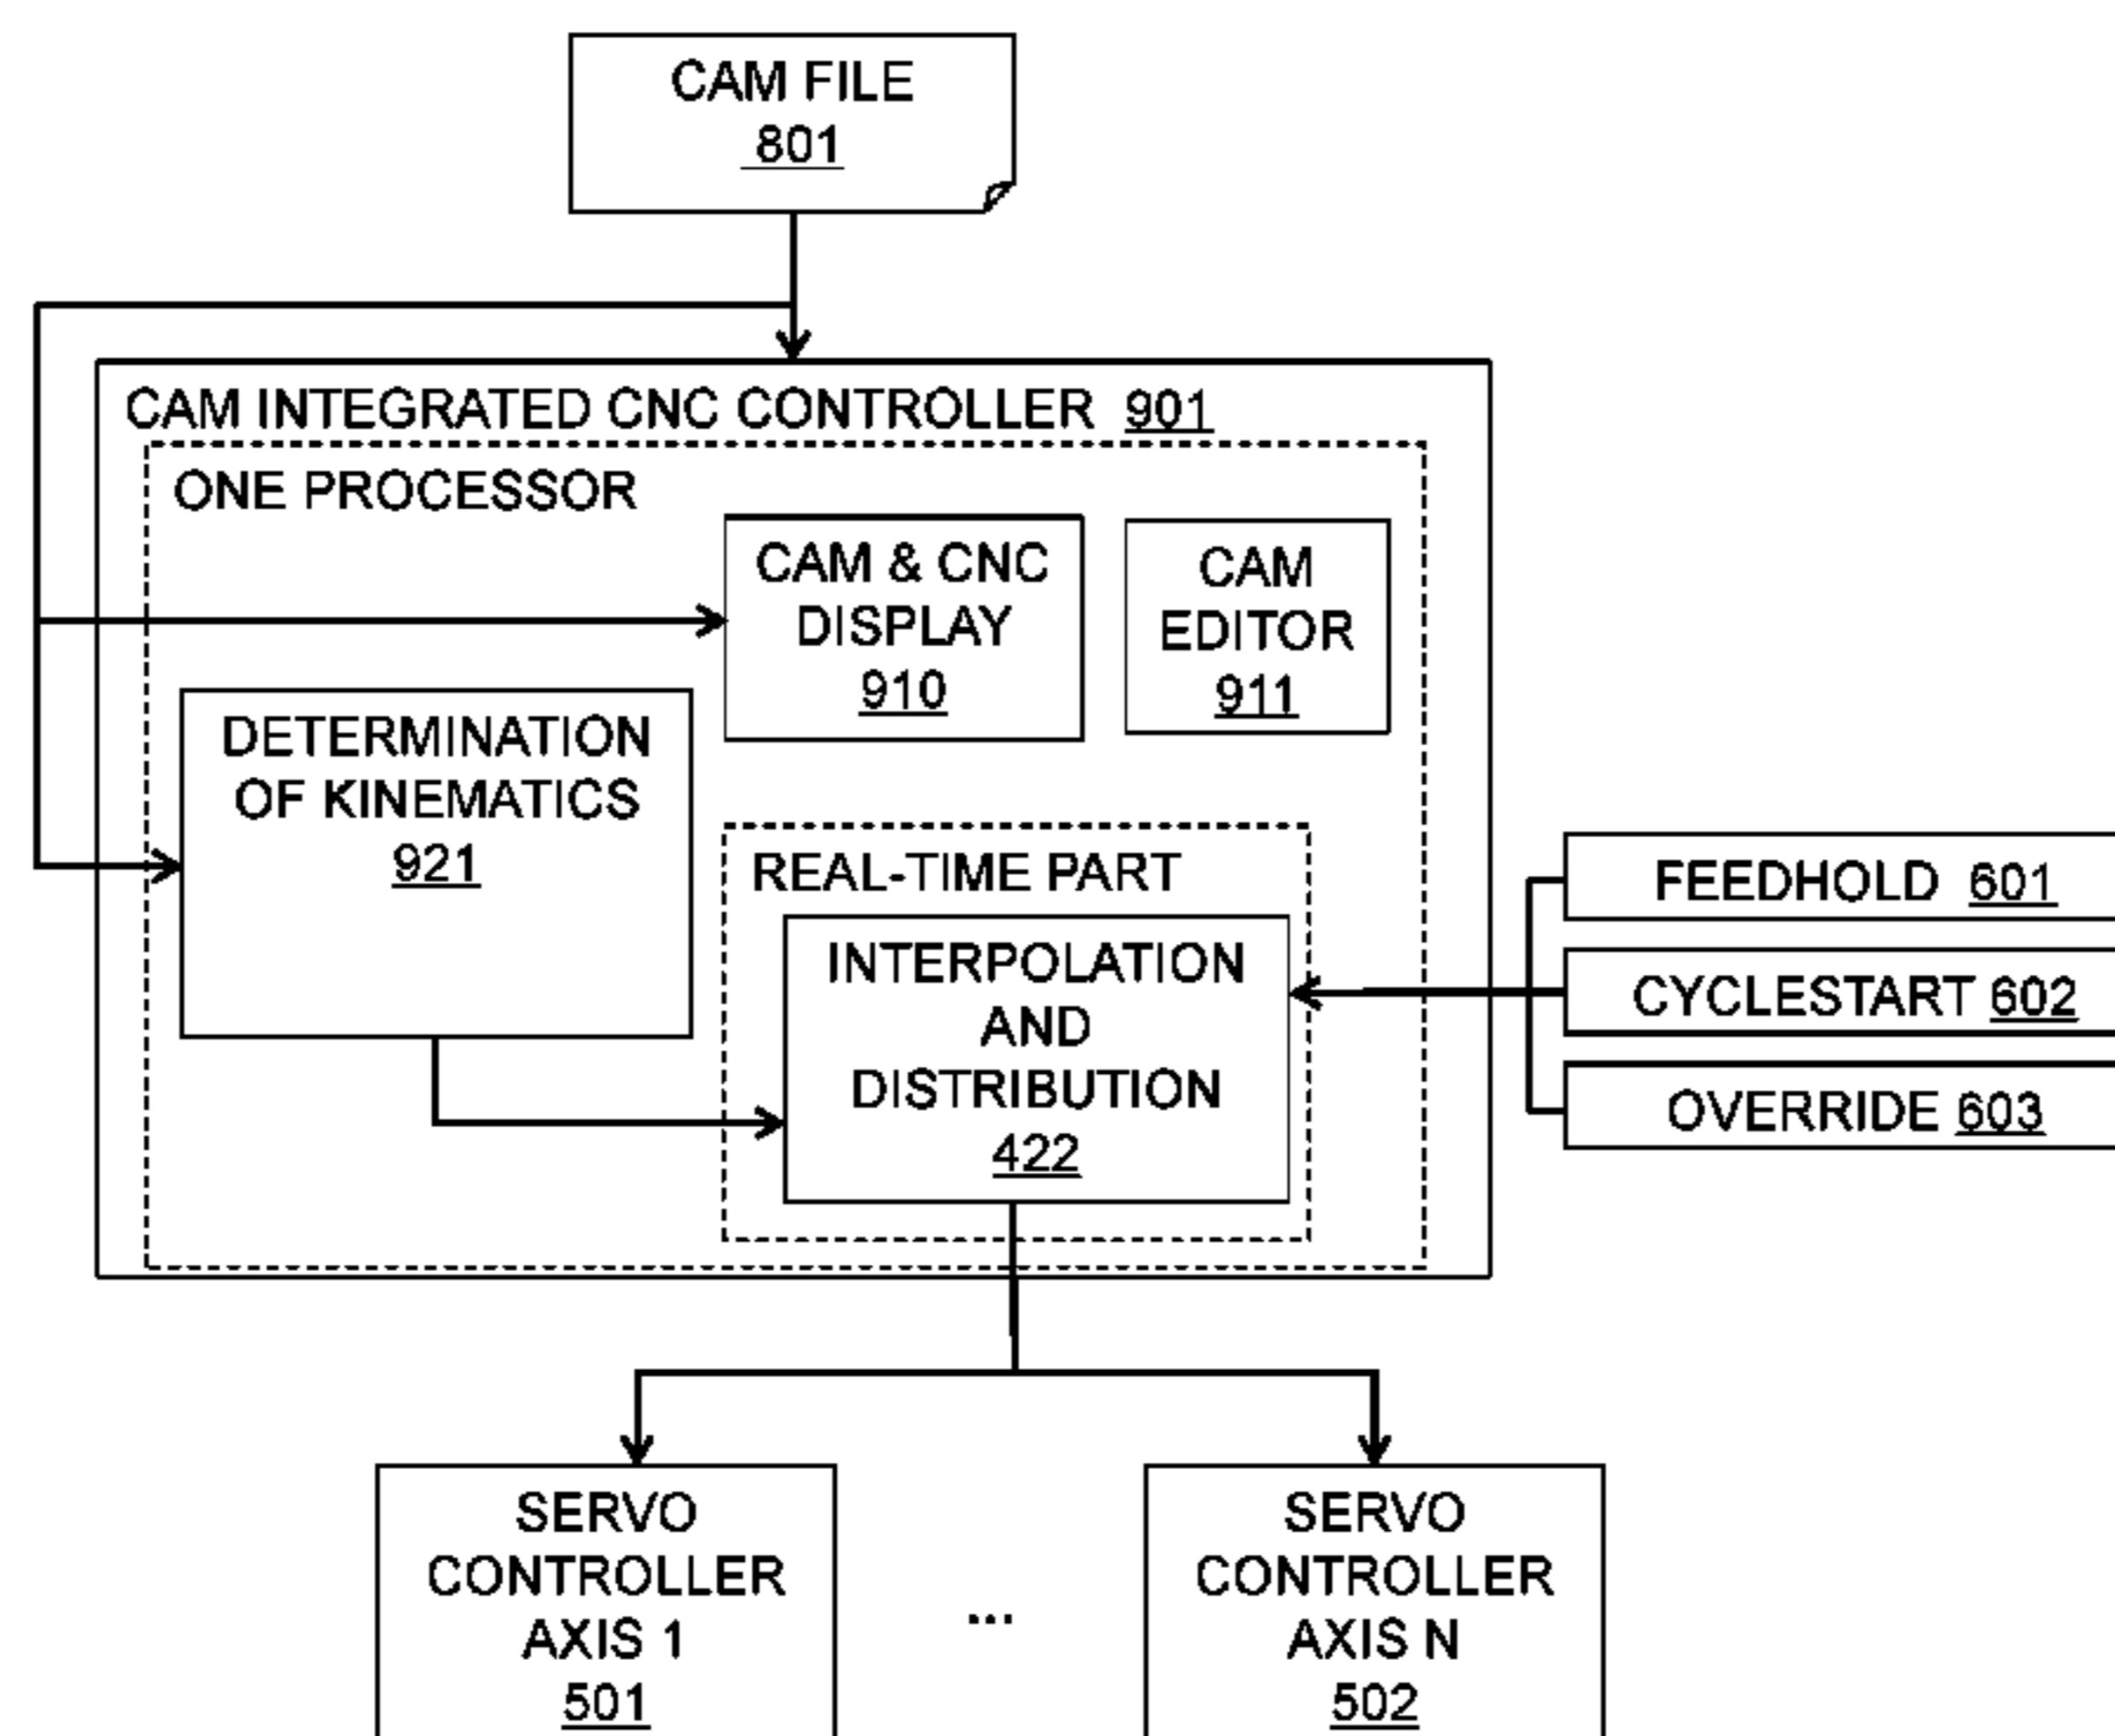 CAM FILE
801
CAM INTEGRATED CNC CONTROLLER 901
ONE PROCESSOR
CAM & CNC
DISPLAY
910
CAM
EDITOR
911
DETERMINATION
OF KINEMATICS
921
REAL-TIME PART
INTERPOLATION
AND
DISTRIBUTION
422
FEEDHOLD 601
CYCLESTART 602
OVERRIDE 603
SERVO
CONTROLLER
AXIS 1
501
...
SERVO
CONTROLLER
AXIS N
502